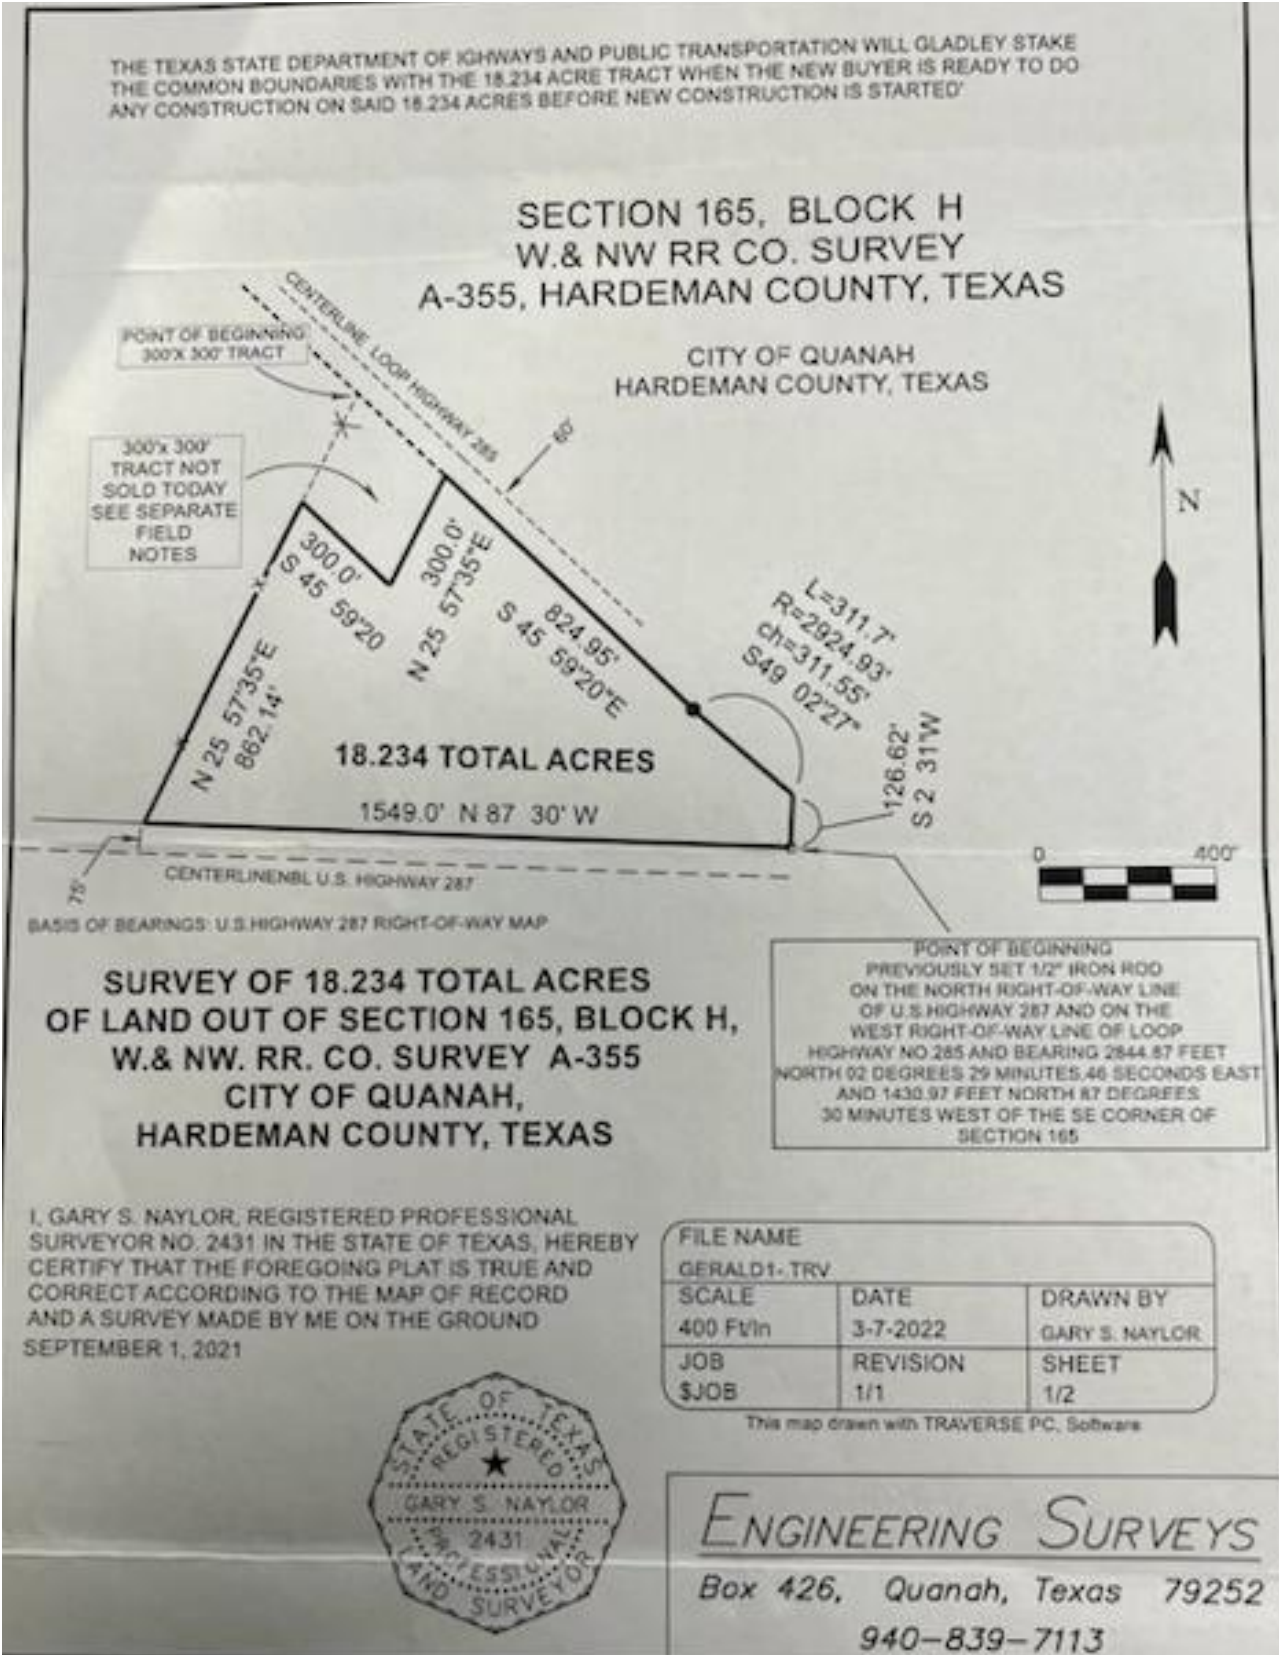 THE TEXAS STATE DEPARTMENT OF IGHWAYS AND PUBLIC TRANSPORTATION WILL GLADLEY STAKE
THE COMMON BOUNDARIES WITH THE 18.234 ACRE TRACT WHEN THE NEW BUYER IS READY TO DO
ANY CONSTRUCTION ON SAID 18.234 ACRES BEFORE NEW CONSTRUCTION IS STARTED'
SECTION 165, BLOCK H
W.& NW RR CO. SURVEY
A-355, HARDEMAN COUNTY, TEXAS
CITY OF QUANAH
HARDEMAN COUNTY, TEXAS
CENTERLINE LOOP HIGHWAY 285
POINT OF BEGINNING
300'X 300' TRACT
60'
300'x 300'
TRACT NOT
SOLD TODAY
SEE SEPARATE
FIELD
NOTES
N
300.0'
S 45 59'20
300.0'
N 25 57'35"E
824.95'
S 45 59'20"E
L=311.7'
R=2924.93'
ch=311.55'
S49 02'27"
N 25 57'35"E
862.14'
126.62'
S 2 31'W
18.234 TOTAL ACRES
1549.0' N 87 30' W
75'
CENTERLINENBL U.S. HIGHWAY 287
0 400'
BASIS OF BEARINGS: U.S.HIGHWAY 287 RIGHT-OF-WAY MAP
POINT OF BEGINNING
PREVIOUSLY SET 1/2" IRON ROD
ON THE NORTH RIGHT-OF-WAY LINE
OF U.S.HIGHWAY 287 AND ON THE
WEST RIGHT-OF-WAY LINE OF LOOP
HIGHWAY NO.285 AND BEARING 2844.87 FEET
NORTH 02 DEGREES 29 MINUTES.46 SECONDS EAST
AND 1430.97 FEET NORTH 87 DEGREES
30 MINUTES WEST OF THE SE CORNER OF
SECTION 165
SURVEY OF 18.234 TOTAL ACRES
OF LAND OUT OF SECTION 165, BLOCK H,
W.& NW. RR. CO. SURVEY A-355
CITY OF QUANAH,
HARDEMAN COUNTY, TEXAS
I, GARY S. NAYLOR, REGISTERED PROFESSIONAL
SURVEYOR NO. 2431 IN THE STATE OF TEXAS, HEREBY
CERTIFY THAT THE FOREGOING PLAT IS TRUE AND
CORRECT ACCORDING TO THE MAP OF RECORD
AND A SURVEY MADE BY ME ON THE GROUND
SEPTEMBER 1, 2021
FILE NAME
GERALD1-.TRV
SCALE DATE DRAWN BY
400 Ft/In 3-7-2022 GARY S. NAYLOR
JOB REVISION SHEET
$JOB 1/1 1/2
This map drawn with TRAVERSE PC. Software
STATE OF TEXAS
REGISTERED
GARY S. NAYLOR
2431
PROFESSIONAL
LAND SURVEYOR
ENGINEERING SURVEYS
Box 426, Quanah, Texas 79252
940-839-7113